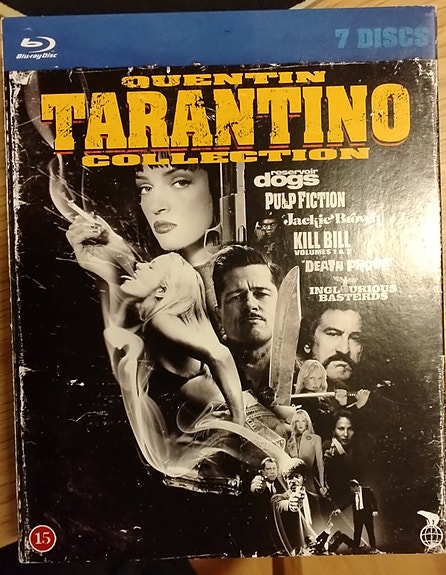 Blu-ray Disc
7 DISCS
QUENTIN
TARANTINO
COLLECTION
reservoir
dogs
PULP FICTION
Jackie Brown
KILL BILL
VOLUMES 1 & 2
DEATH PROOF
INGLOURIOUS
BASTERDS
15